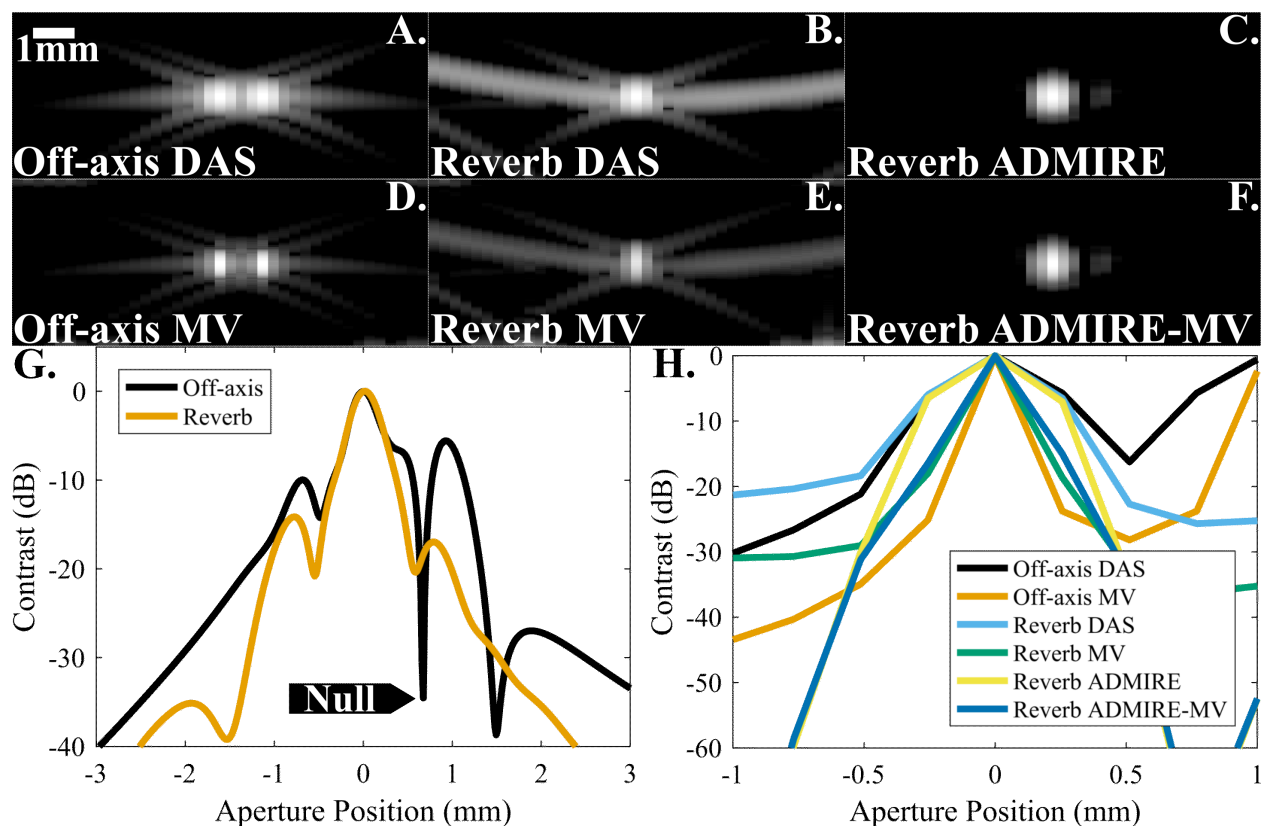 A.
B.
C.
1mm
Off-axis DAS
Reverb DAS
Reverb ADMIRE
D.
E.
F.
Off-axis MV
Reverb MV
Reverb ADMIRE-MV
G.
Off-axis
Reverb
Null
0
-10
-20
-30
-40
Contrast (dB)
-3
-2
-1
0
1
2
3
Aperture Position (mm)
H.
0
-10
-20
-30
-40
-50
-60
Contrast (dB)
Off-axis DAS
Off-axis MV
Reverb DAS
Reverb MV
Reverb ADMIRE
Reverb ADMIRE-MV
-1
-0.5
0
0.5
1
Aperture Position (mm)